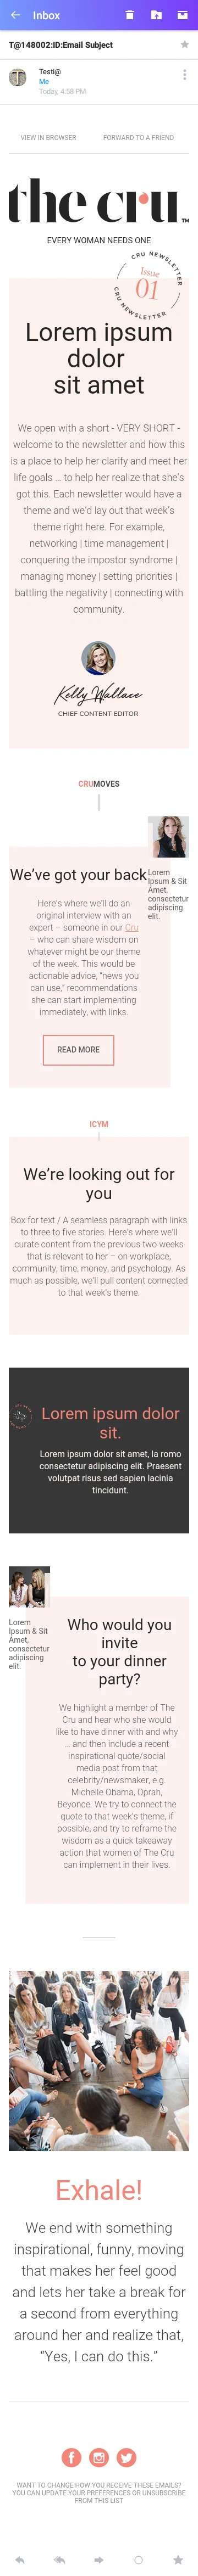 Inbox
T@148002:ID:Email Subject
Testi@
Me
Today, 4:58 PM
VIEW IN BROWSER
FORWARD TO A FRIEND
the cru ™
EVERY WOMAN NEEDS ONE
CRU NEWSLETTER
Issue
01
CRU NEWSLETTER
Lorem ipsum
dolor
sit amet
We open with a short - VERY SHORT -
welcome to the newsletter and how this
is a place to help her clarify and meet her
life goals ... to help her realize that she's
got this. Each newsletter would have a
theme and we'd lay out that week's
theme right here. For example,
networking | time management |
conquering the impostor syndrome |
managing money | setting priorities |
battling the negativity | connecting with
community.
Kelly Wallace
CHIEF CONTENT EDITOR
CRUMOVES
We've got your back
Here's where we'll do an
original interview with an
expert – someone in our Cru
– who can share wisdom on
whatever might be our theme
of the week. This would be
actionable advice, “news you
can use,” recommendations
she can start implementing
immediately, with links.
READ MORE
Lorem
Ipsum & Sit
Amet,
consectetur
adipiscing
elit.
ICYM
We're looking out for
you
Box for text / A seamless paragraph with links
to three to five stories. Here's where we'll
curate content from the previous two weeks
that is relevant to her – on workplace,
community, time, money, and psychology. As
much as possible, we'll pull content connected
to that week's theme.
Lorem ipsum dolor
sit.
Lorem ipsum dolor sit amet, la romo
consectetur adipiscing elit. Praesent
volutpat risus sed sapien lacinia
tincidunt.
Lorem
Ipsum & Sit
Amet,
consectetur
adipiscing
elit.
Who would you
invite
to your dinner
party?
We highlight a member of The
Cru and hear who she would
like to have dinner with and why
... and then include a recent
inspirational quote/social
media post from that
celebrity/newsmaker, e.g.
Michelle Obama, Oprah,
Beyonce. We try to connect the
quote to that week's theme, if
possible, and try to reframe the
wisdom as a quick takeaway
action that women of The Cru
can implement in their lives.
Exhale!
We end with something
inspirational, funny, moving
that makes her feel good
and lets her take a break for
a second from everything
around her and realize that,
“Yes, I can do this.”
WANT TO CHANGE HOW YOU RECEIVE THESE EMAILS?
YOU CAN UPDATE YOUR PREFERENCES OR UNSUBSCRIBE
FROM THIS LIST